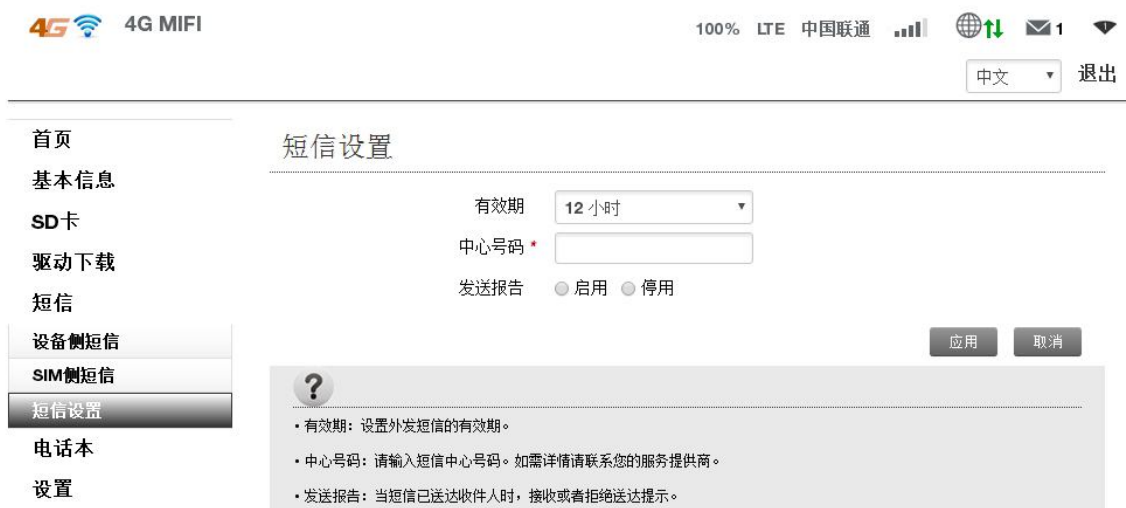 4G 4G MIFI 100% LTE 中国联通 1
中文 退出
首页
基本信息
SD卡
驱动下载
短信
设备侧短信
SIM侧短信
短信设置
电话本
设置
短信设置
有效期 12 小时
中心号码 *
发送报告 启用 停用
应用 取消
?
• 有效期：设置外发短信的有效期。
• 中心号码：请输入短信中心号码。如需详情请联系您的服务提供商。
• 发送报告：当短信已送达收件人时，接收或者拒绝送达提示。